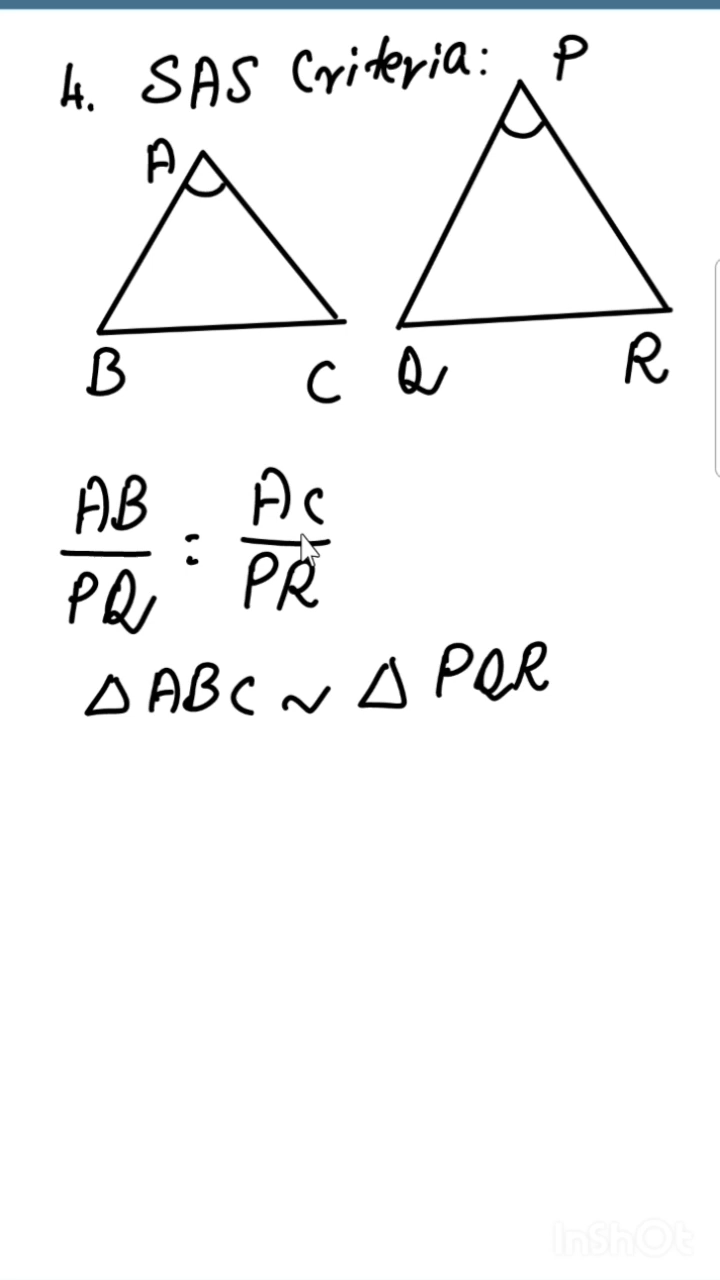 4. SAS Criteria: P
A
B C Q R
AB/PQ = AC/PR
△ ABC ~ △ PQR
InShOt